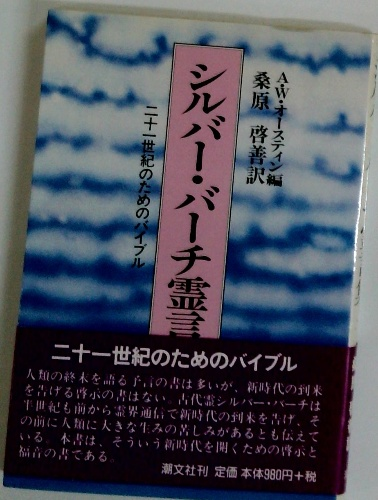 A・W・オースティン編
桑原 啓善訳
シルバー・バーチ霊言
二十一世紀のためのバイブル
二十一世紀のためのバイブル
人類の終末を語る予言の書は多いが、新時代の到来
を告げる啓示の書はない。古代霊シルバー・バーチは
半世紀も前から霊界通信で新時代の到来を告げ、そ
の前に人類に大きな生みの苦しみがあるとも伝えて
いる。本書は、そういう新時代を開くための啓示と
福音の書である。
潮文社刊 定価 本体980円+税